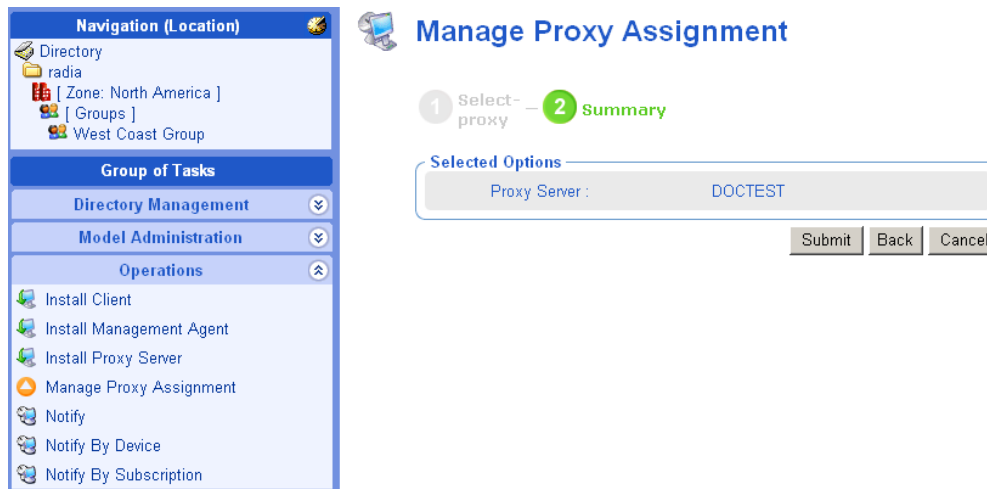 Navigation (Location)
Directory
radia
[ Zone: North America ]
[ Groups ]
West Coast Group
Group of Tasks
Directory Management
Model Administration
Operations
Install Client
Install Management Agent
Install Proxy Server
Manage Proxy Assignment
Notify
Notify By Device
Notify By Subscription
Manage Proxy Assignment
1 Select-
proxy
2 Summary
Selected Options
Proxy Server : DOCTEST
Submit Back Cancel